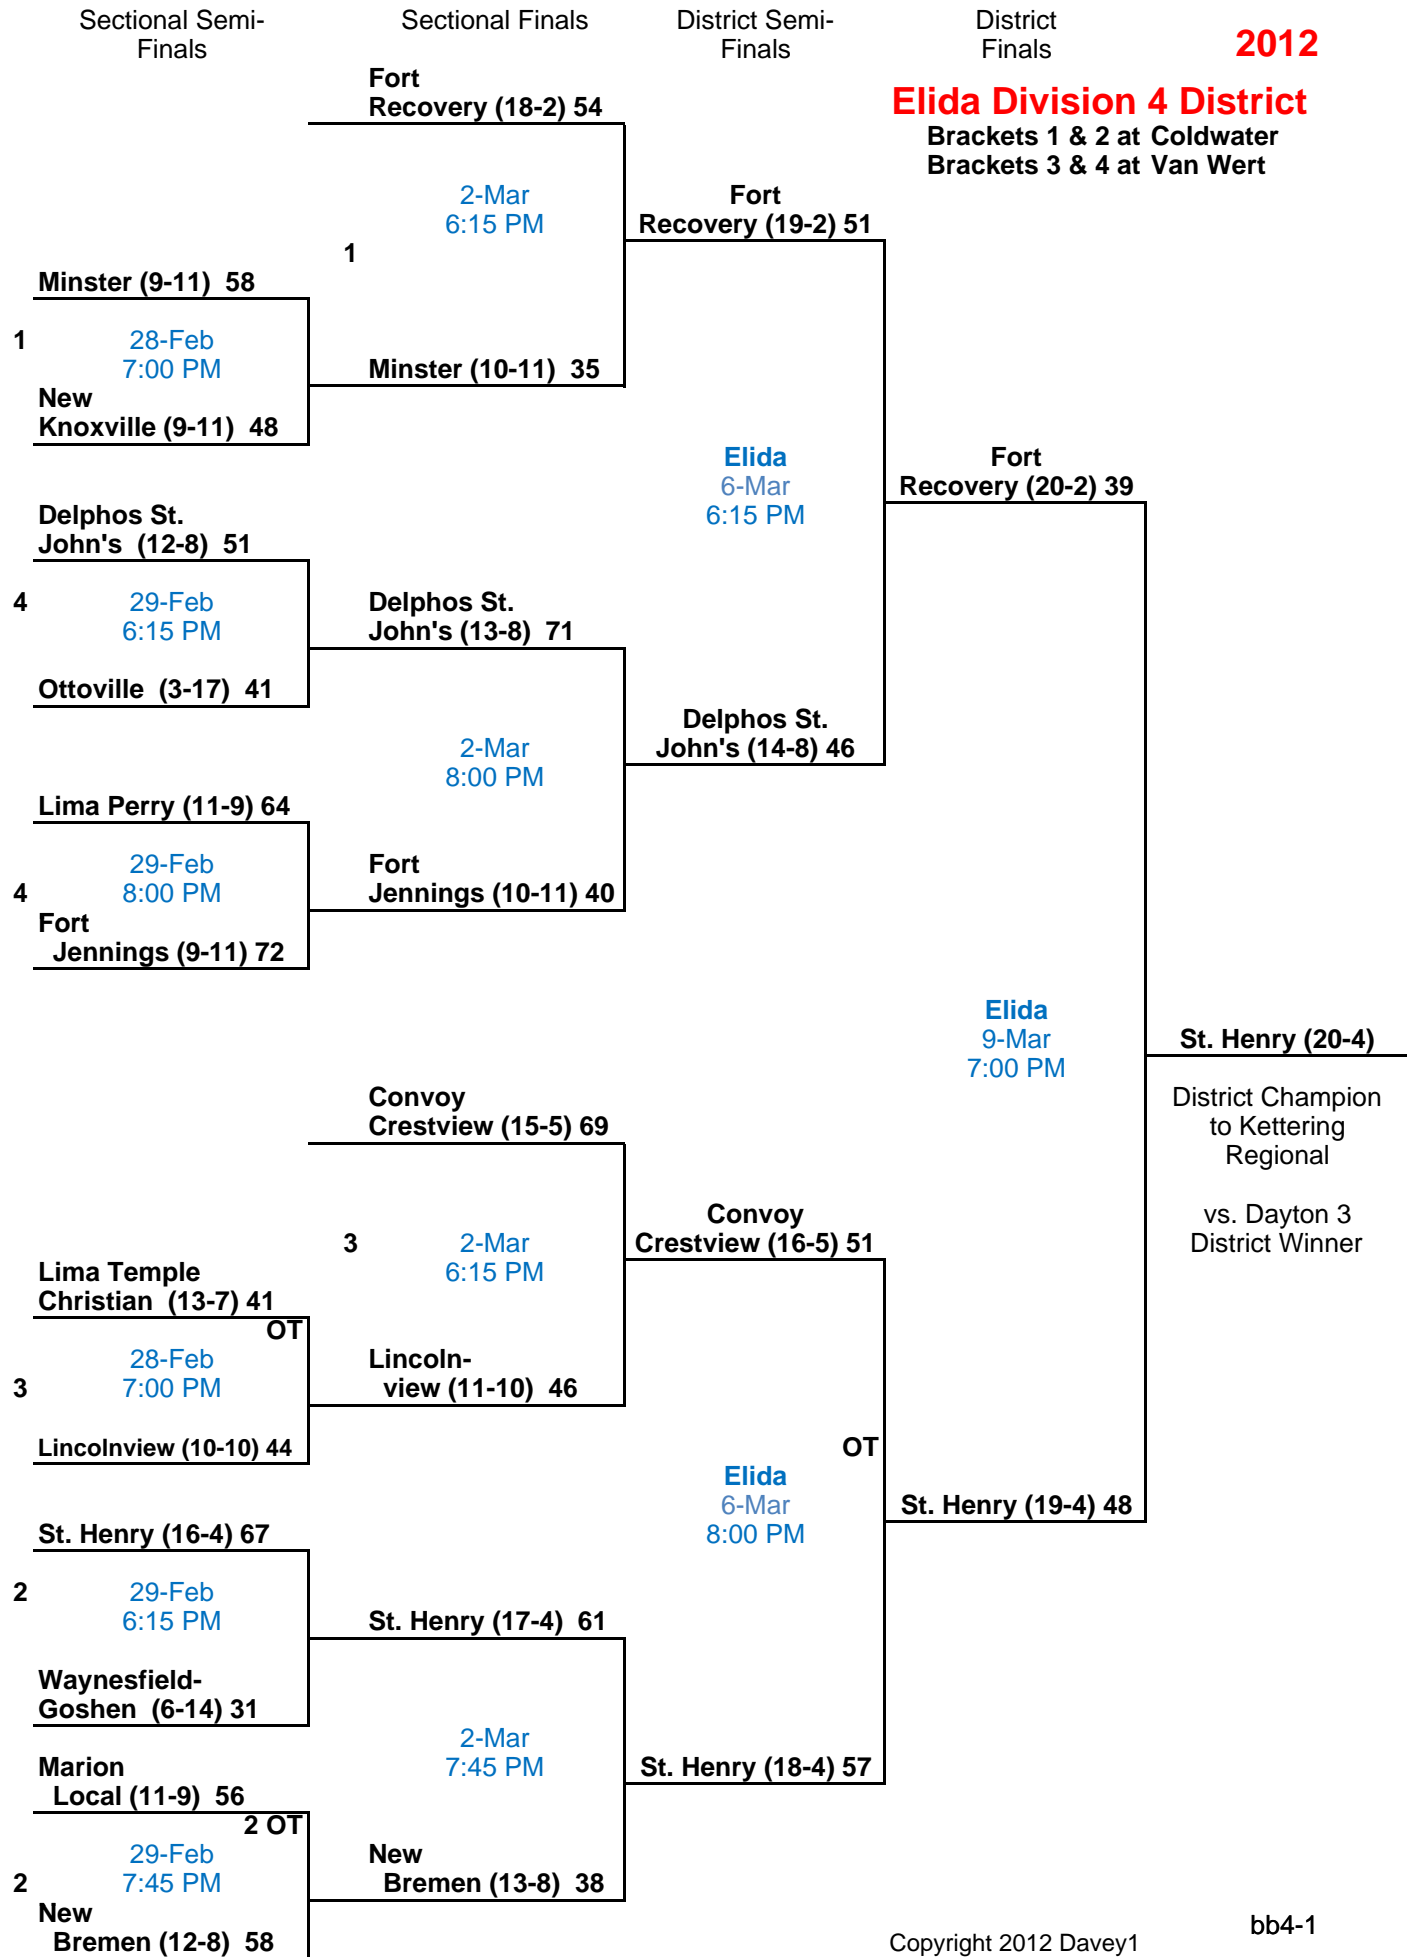 Sectional Semi-
Finals
Sectional Finals
District Semi-
Finals
District
Finals
2012
Elida Division 4 District
Brackets 1 & 2 at Coldwater
Brackets 3 & 4 at Van Wert
Fort
Recovery (18-2) 54
2-Mar
6:15 PM
1
Fort
Recovery (19-2) 51
Minster (9-11) 58
1
28-Feb
7:00 PM
Minster (10-11) 35
New
Knoxville (9-11) 48
Elida
6-Mar
6:15 PM
Fort
Recovery (20-2) 39
Delphos St.
John's (12-8) 51
4
29-Feb
6:15 PM
Delphos St.
John's (13-8) 71
Ottoville (3-17) 41
2-Mar
8:00 PM
Delphos St.
John's (14-8) 46
Lima Perry (11-9) 64
4
29-Feb
8:00 PM
Fort
Jennings (10-11) 40
Fort
Jennings (9-11) 72
Elida
9-Mar
7:00 PM
St. Henry (20-4)
District Champion
to Kettering
Regional
vs. Dayton 3
District Winner
Convoy
Crestview (15-5) 69
3
2-Mar
6:15 PM
Convoy
Crestview (16-5) 51
Lima Temple
Christian (13-7) 41
OT
3
28-Feb
7:00 PM
Lincoln-
view (11-10) 46
Lincolnview (10-10) 44
OT
Elida
6-Mar
8:00 PM
St. Henry (19-4) 48
St. Henry (16-4) 67
2
29-Feb
6:15 PM
St. Henry (17-4) 61
Waynesfield-
Goshen (6-14) 31
2-Mar
7:45 PM
St. Henry (18-4) 57
Marion
Local (11-9) 56
2 OT
2
29-Feb
7:45 PM
New
Bremen (13-8) 38
New
Bremen (12-8) 58
Copyright 2012 Davey1
bb4-1